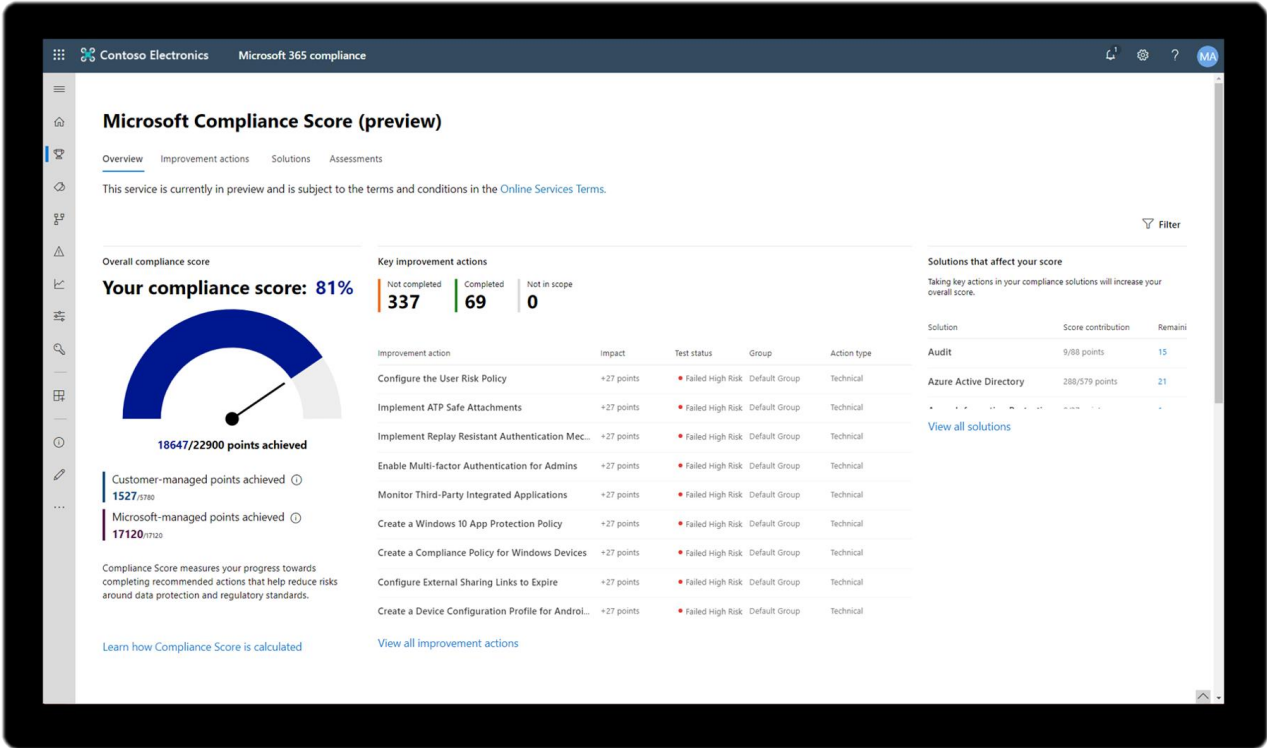 Contoso Electronics
Microsoft 365 compliance
1
?
MA
Microsoft Compliance Score (preview)
Overview Improvement actions Solutions Assessments
This service is currently in preview and is subject to the terms and conditions in the Online Services Terms.
Filter
Overall compliance score
Your compliance score: 81%
18647/22900 points achieved
Customer-managed points achieved
1527/5780
Microsoft-managed points achieved
17120/17120
Compliance Score measures your progress towards
completing recommended actions that help reduce risks
around data protection and regulatory standards.
Learn how Compliance Score is calculated
Key improvement actions
Not completed Completed Not in scope
337 69 0
Improvement action Impact Test status Group Action type
Configure the User Risk Policy +27 points Failed High Risk Default Group Technical
Implement ATP Safe Attachments +27 points Failed High Risk Default Group Technical
Implement Replay Resistant Authentication Mec... +27 points Failed High Risk Default Group Technical
Enable Multi-factor Authentication for Admins +27 points Failed High Risk Default Group Technical
Monitor Third-Party Integrated Applications +27 points Failed High Risk Default Group Technical
Create a Windows 10 App Protection Policy +27 points Failed High Risk Default Group Technical
Create a Compliance Policy for Windows Devices +27 points Failed High Risk Default Group Technical
Configure External Sharing Links to Expire +27 points Failed High Risk Default Group Technical
Create a Device Configuration Profile for Androi... +27 points Failed High Risk Default Group Technical
View all improvement actions
Solutions that affect your score
Taking key actions in your compliance solutions will increase your
overall score.
Solution Score contribution Remaini
Audit 9/88 points 15
Azure Active Directory 288/579 points 21
View all solutions